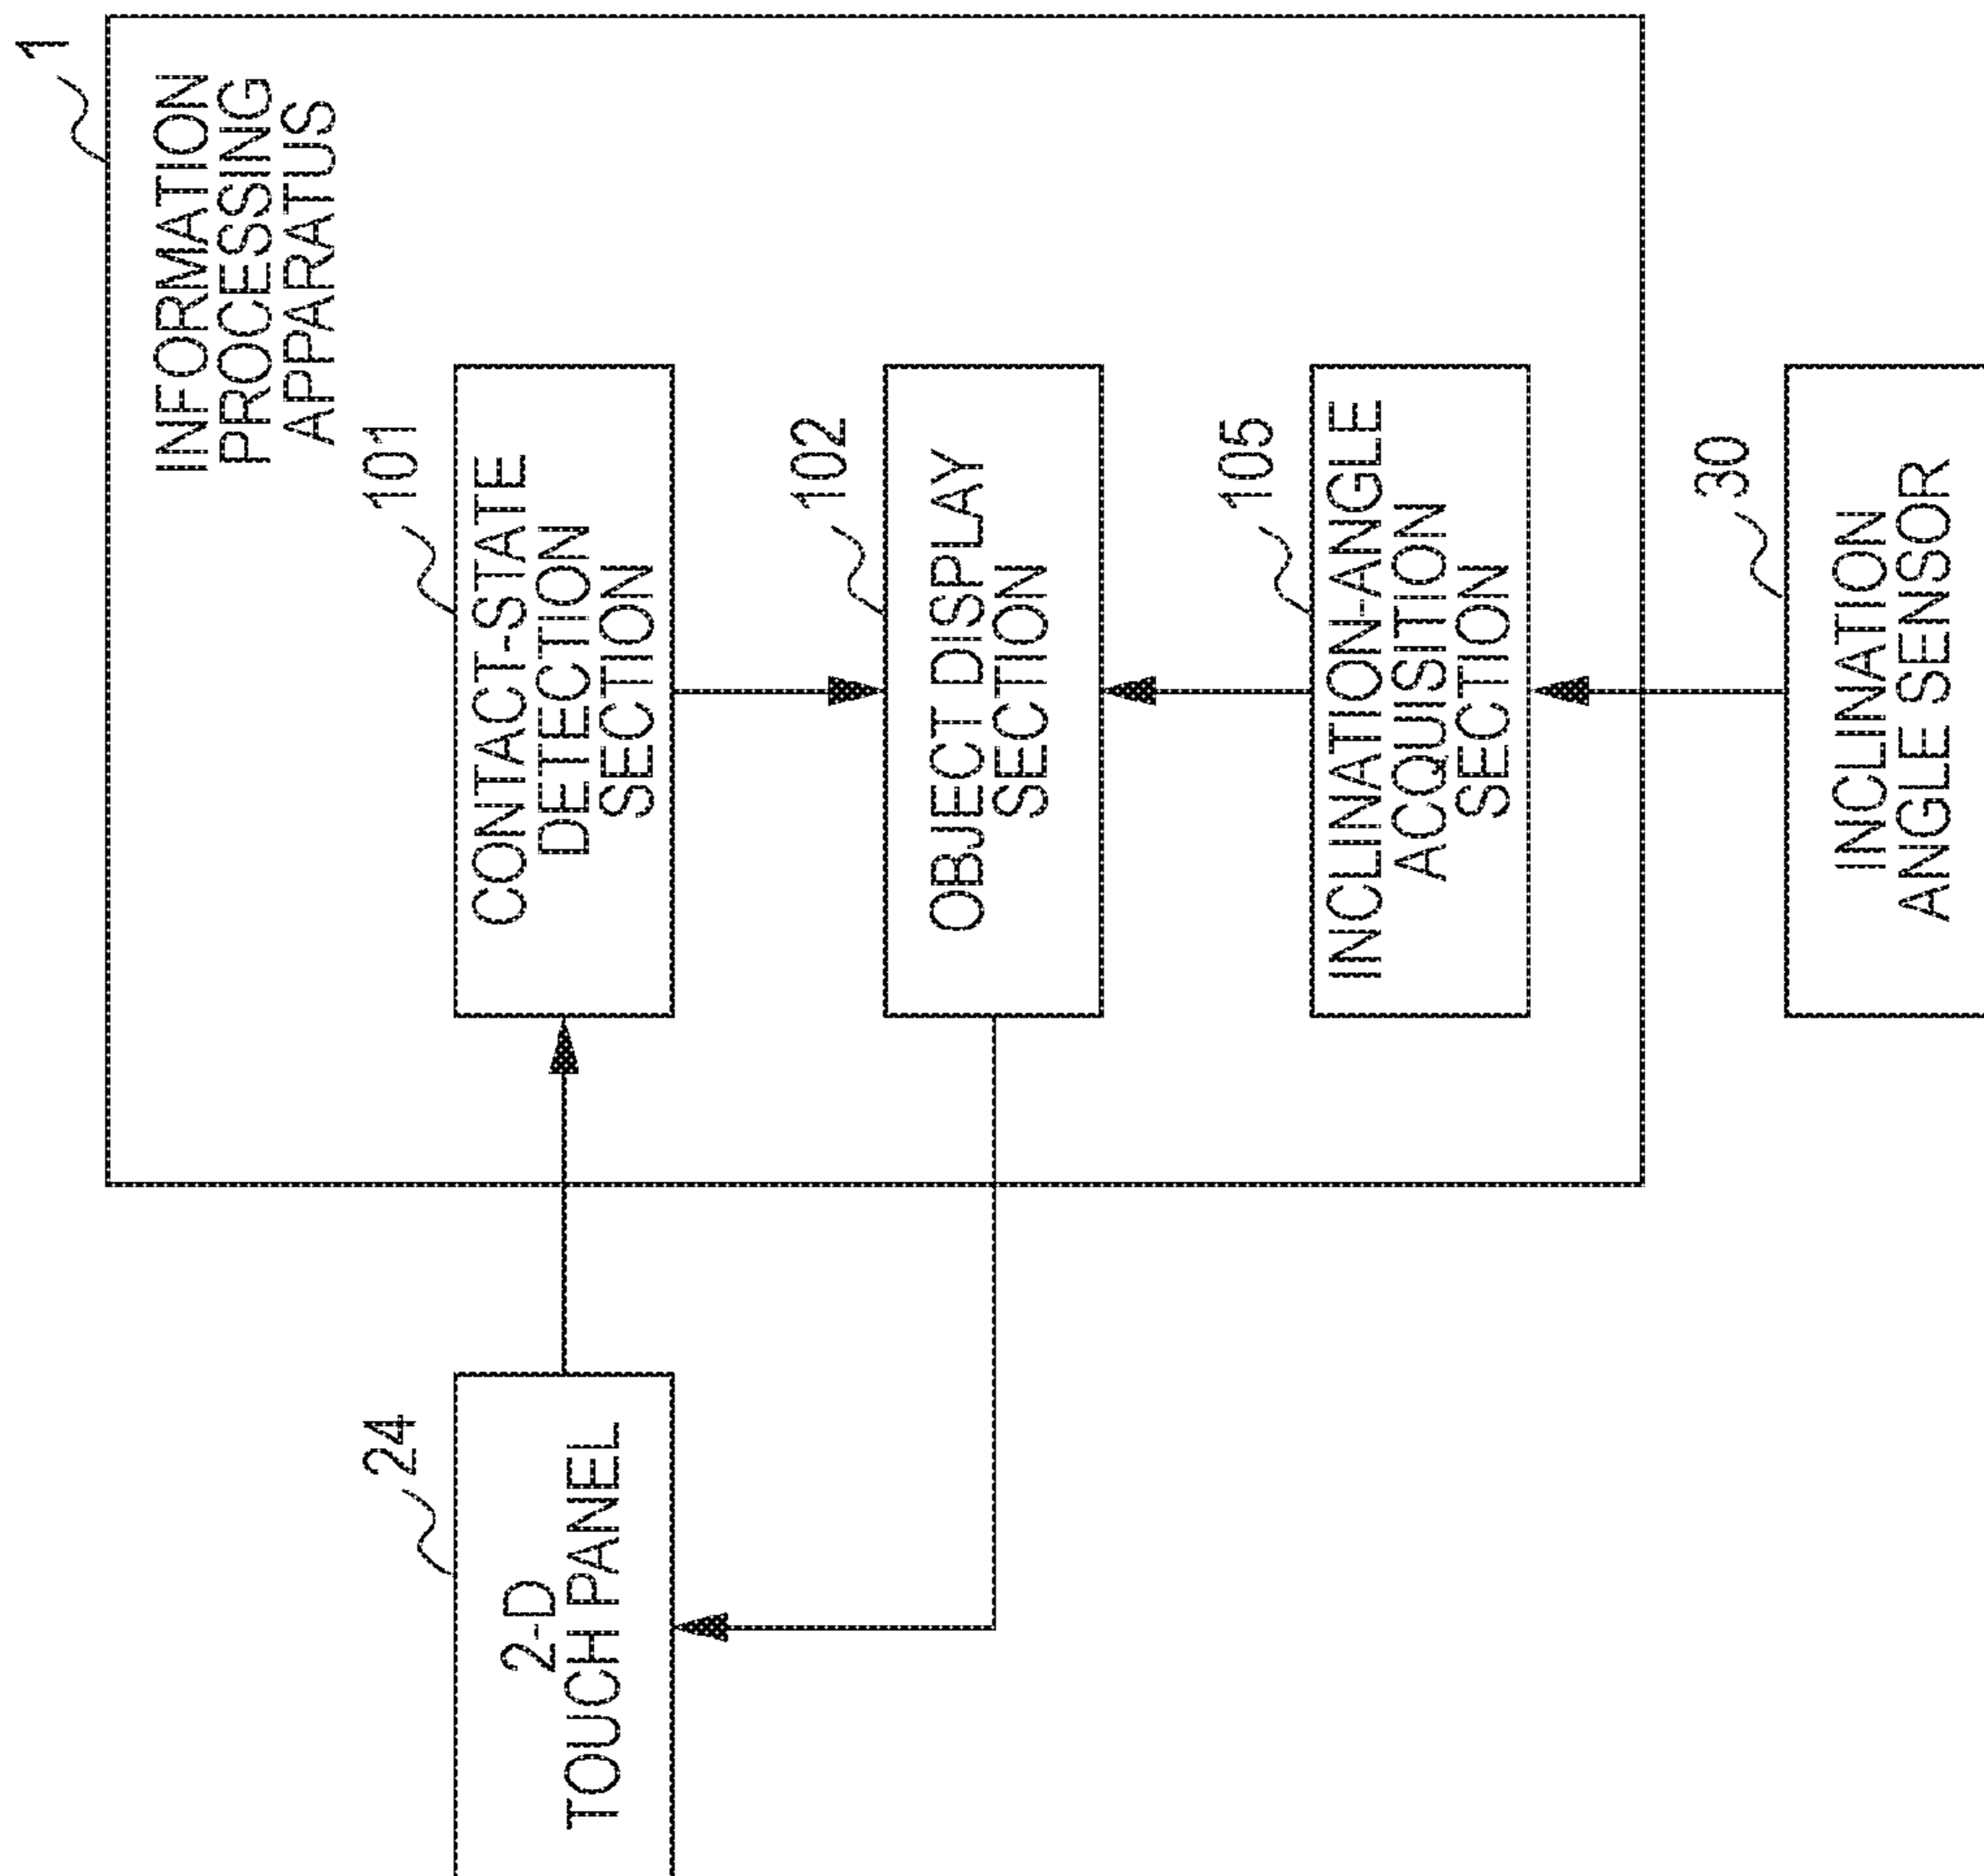 1
INFORMATION
PROCESSING
APPARATUS
24
2-D
TOUCH PANEL
101
CONTACT-STATE
DETECTION
SECTION
102
OBJECT DISPLAY
SECTION
105
INCLINATION-ANGLE
ACQUISITION
SECTION
30
INCLINATION
ANGLE SENSOR